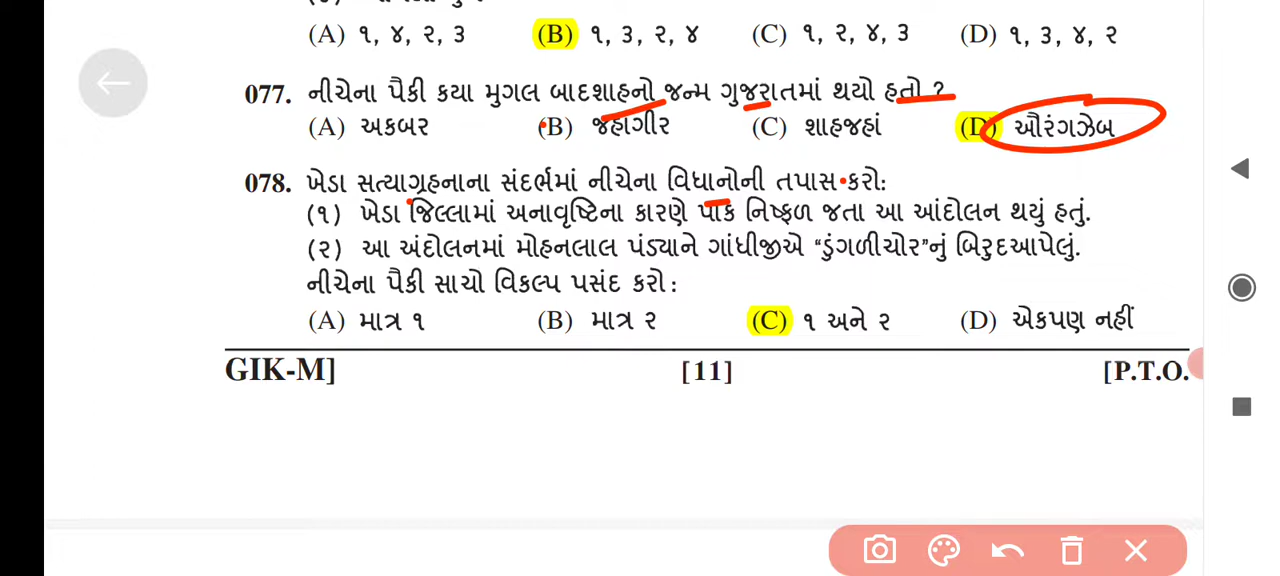 (A) ૧, ૪, ૨, ૩ (B) ૧, ૩, ૨, ૪ (C) ૧, ૨, ૪, ૩ (D) ૧, ૩, ૪, ૨
077. નીચેના પૈકી કયા મુગલ બાદશાહનો જન્મ ગુજરાતમાં થયો હતો ?
(A) અકબર (B) જહાંગીર (C) શાહજહાં (D) ઔરંગઝેબ
078. ખેડા સત્યાગ્રહનાના સંદર્ભમાં નીચેના વિધાનોની તપાસ કરો:
(૧) ખેડા જિલ્લામાં અનાવૃષ્ટિના કારણે પાક નિષ્ફળ જતા આ આંદોલન થયું હતું.
(૨) આ અંદોલનમાં મોહનલાલ પંડ્યાને ગાંધીજીએ “ડુંગળીચોર”નું બિરુદઆપેલું.
નીચેના પૈકી સાચો વિકલ્પ પસંદ કરો:
(A) માત્ર ૧ (B) માત્ર ૨ (C) ૧ અને ૨ (D) એકપણ નહીં
GIK-M] [11] [P.T.O.